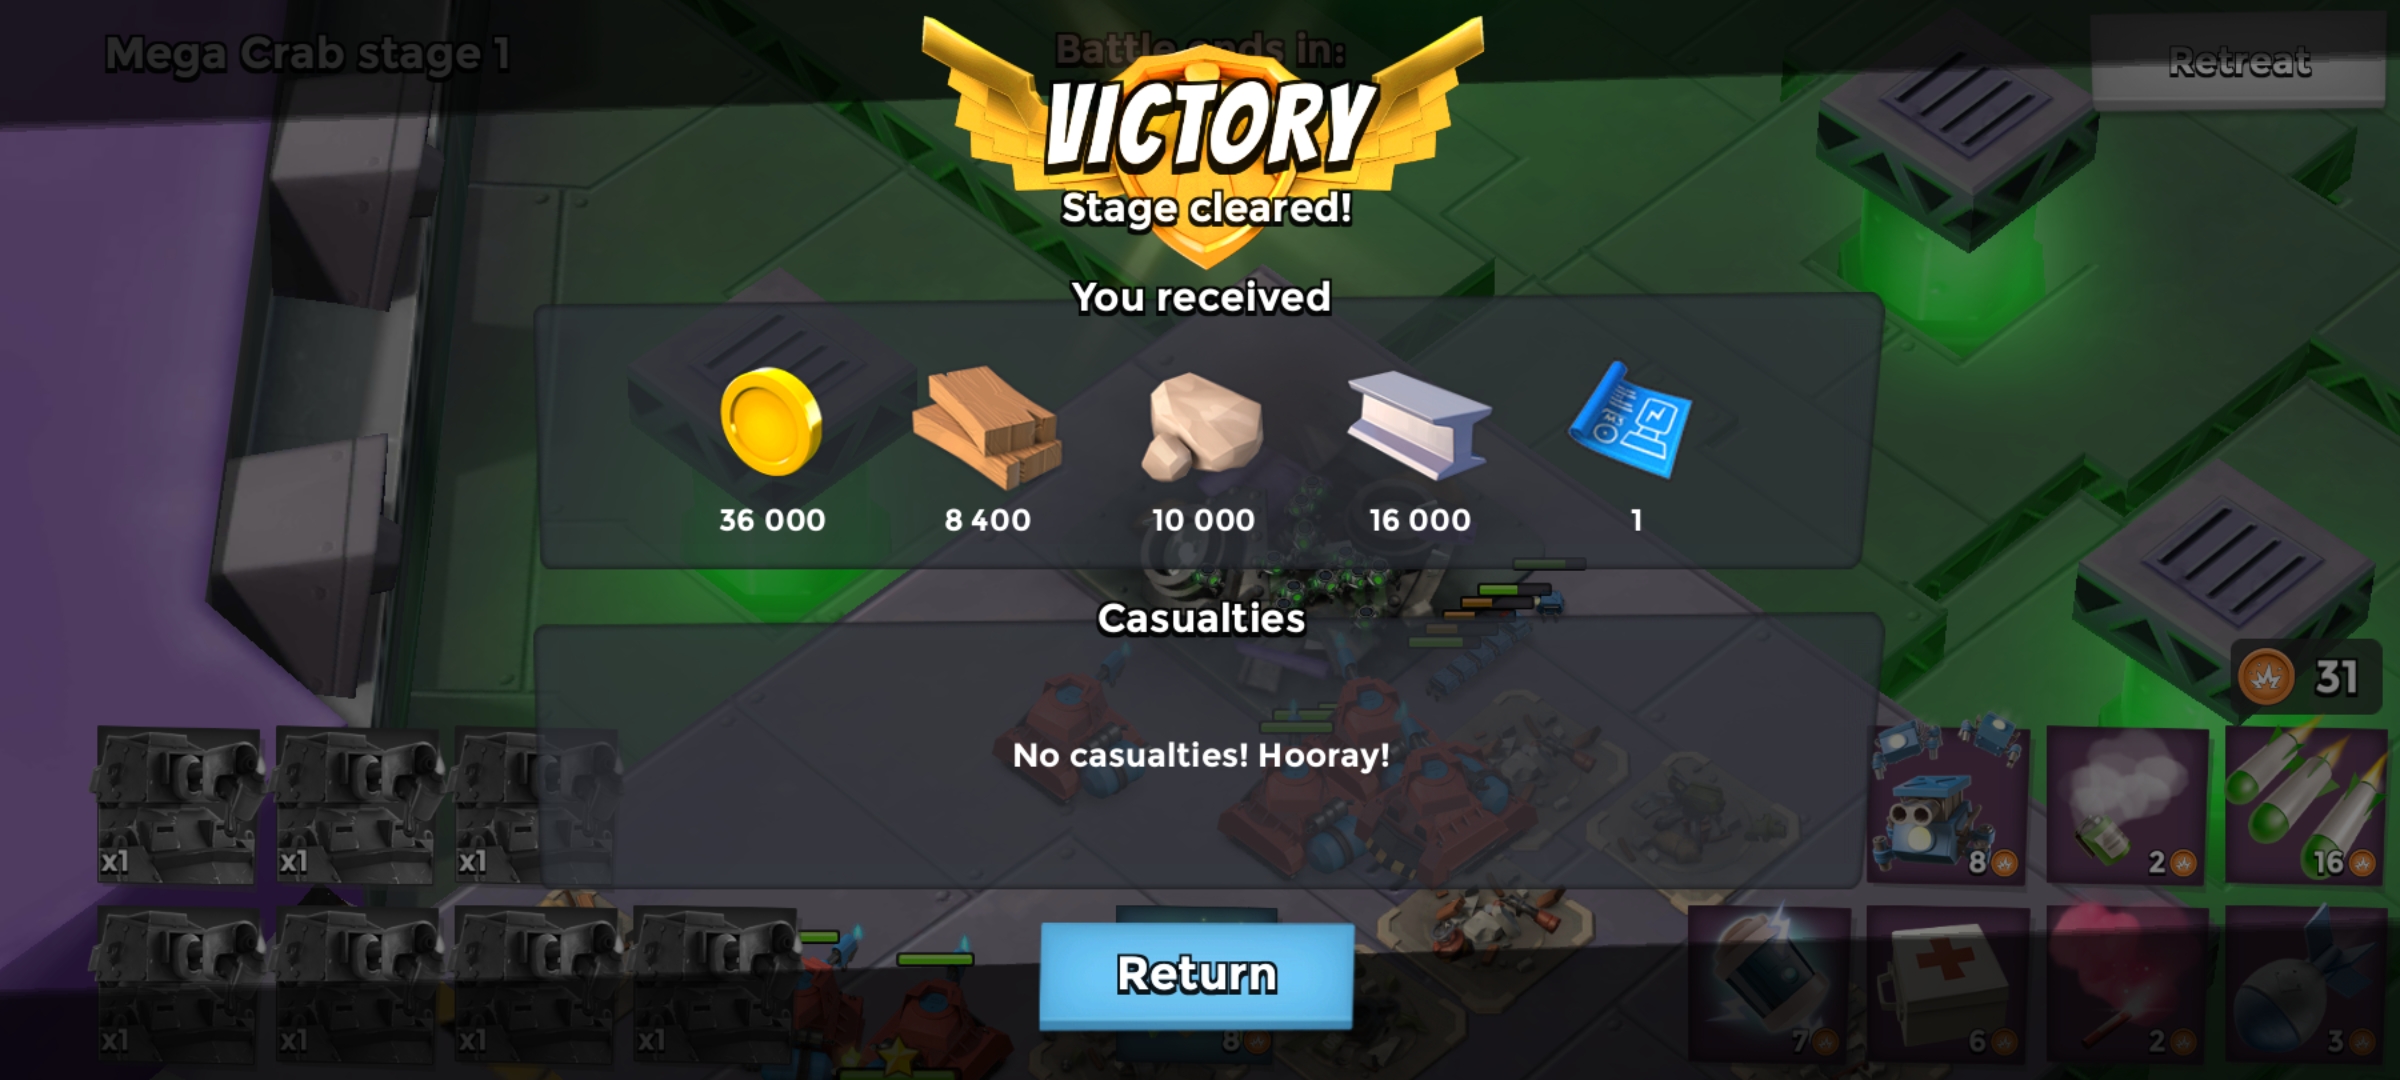 Mega Crab stage 1
Battle ends in:
Retreat
VICTORY
Stage cleared!
You received
36 000
8 400
10 000
16 000
1
Casualties
No casualties! Hooray!
31
x1
x1
x1
8
2
16
x1
x1
x1
x1
8
Return
7
6
2
3